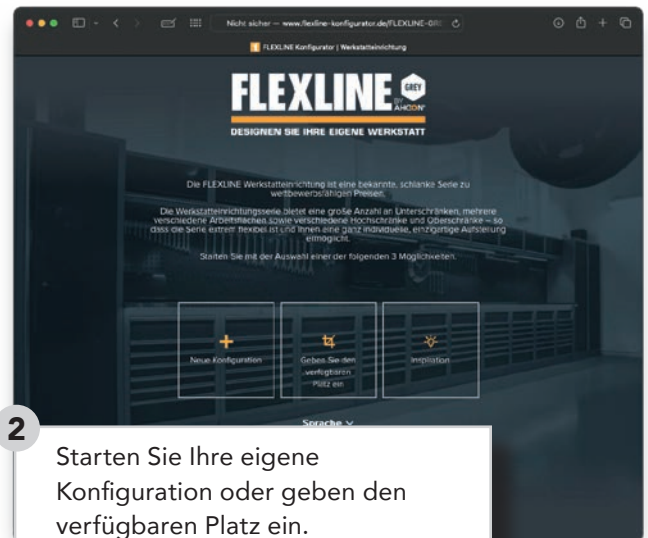 Nicht sicher — www.flexline-konfigurator.de/FLEXLINE-GRE
FLEXLINE Konfigurator | Werkstatteinrichtung
FLEXLINE GREY
BY AHCON®
DESIGNEN SIE IHRE EIGENE WERKSTATT
Die FLEXLINE Werkstatteinrichtung ist eine bekannte, schlanke Serie zu
wettbewerbsfähigen Preisen.
Die Werkstatteinrichtungsserie bietet eine große Anzahl an Unterschränken, mehrere
verschiedene Arbeitsflächen sowie verschiedene Hochschränke und Oberschränke – so
dass die Serie extrem flexibel ist und Ihnen eine ganz individuelle, einzigartige Aufstellung
ermöglicht.
Starten Sie mit der Auswahl einer der folgenden 3 Möglichkeiten.
Neue Konfiguration
Geben Sie den
verfügbaren
Platz ein
Inspiration
Sprache
2
Starten Sie Ihre eigene
Konfiguration oder geben den
verfügbaren Platz ein.